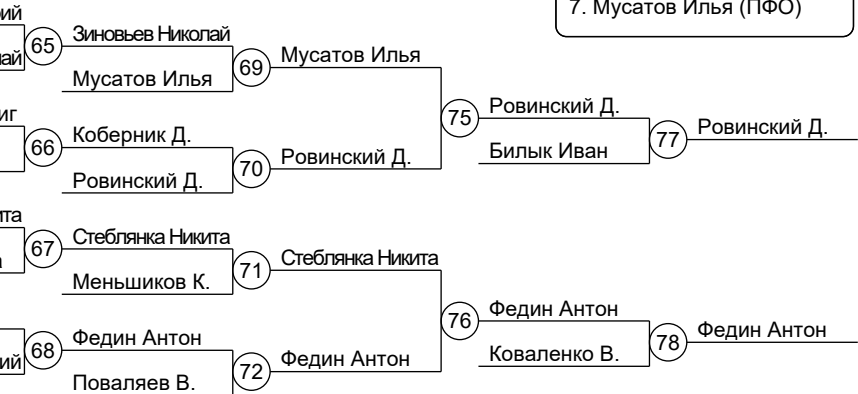 7. Мусатов Илья (ПФО)
65
Зиновьев Николай
Мусатов Илья
69
Мусатов Илья
66
Коберник Д.
Ровинский Д.
70
Ровинский Д.
75
Ровинский Д.
Билык Иван
77
Ровинский Д.
67
Стеблянка Никита
Меньшиков К.
71
Стеблянка Никита
68
Федин Антон
Поваляев В.
72
Федин Антон
76
Федин Антон
Коваленко В.
78
Федин Антон